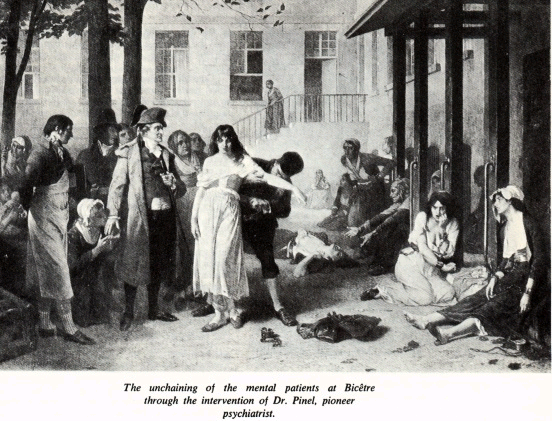 The unchaining of the mental patients at Bicêtre
through the intervention of Dr. Pinel, pioneer
psychiatrist.